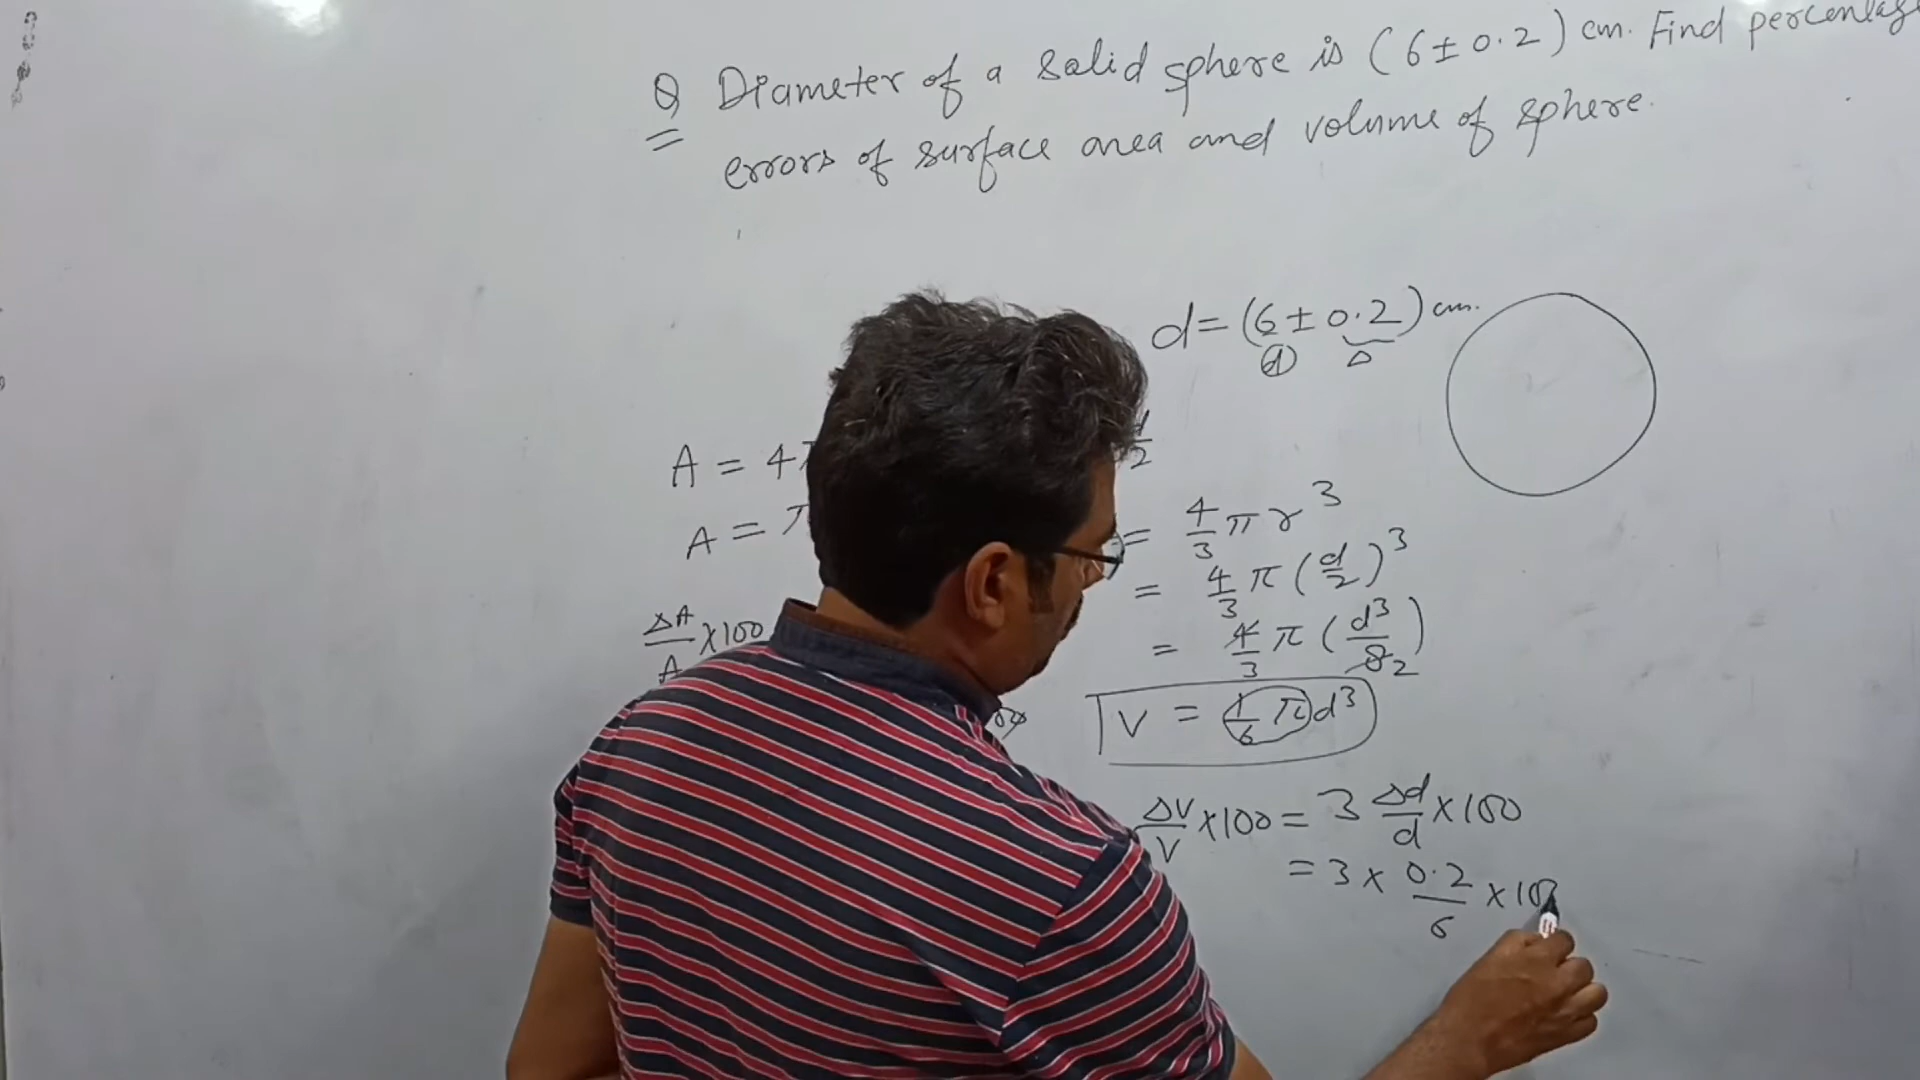 Q Diameter of a solid sphere is (6 ± 0.2) cm. Find percentage
errors of surface area and volume of sphere.
d = (6 ± 0.2) cm.
d Δ
A = 4π
A = π
ΔA/A × 100
= 4/3 π r³
= 4/3 π (d/2)³
= 4/3 π (d³/8 2)
V = 1/6 π d³
ΔV/V × 100 = 3 Δd/d × 100
= 3 × 0.2/6 × 100